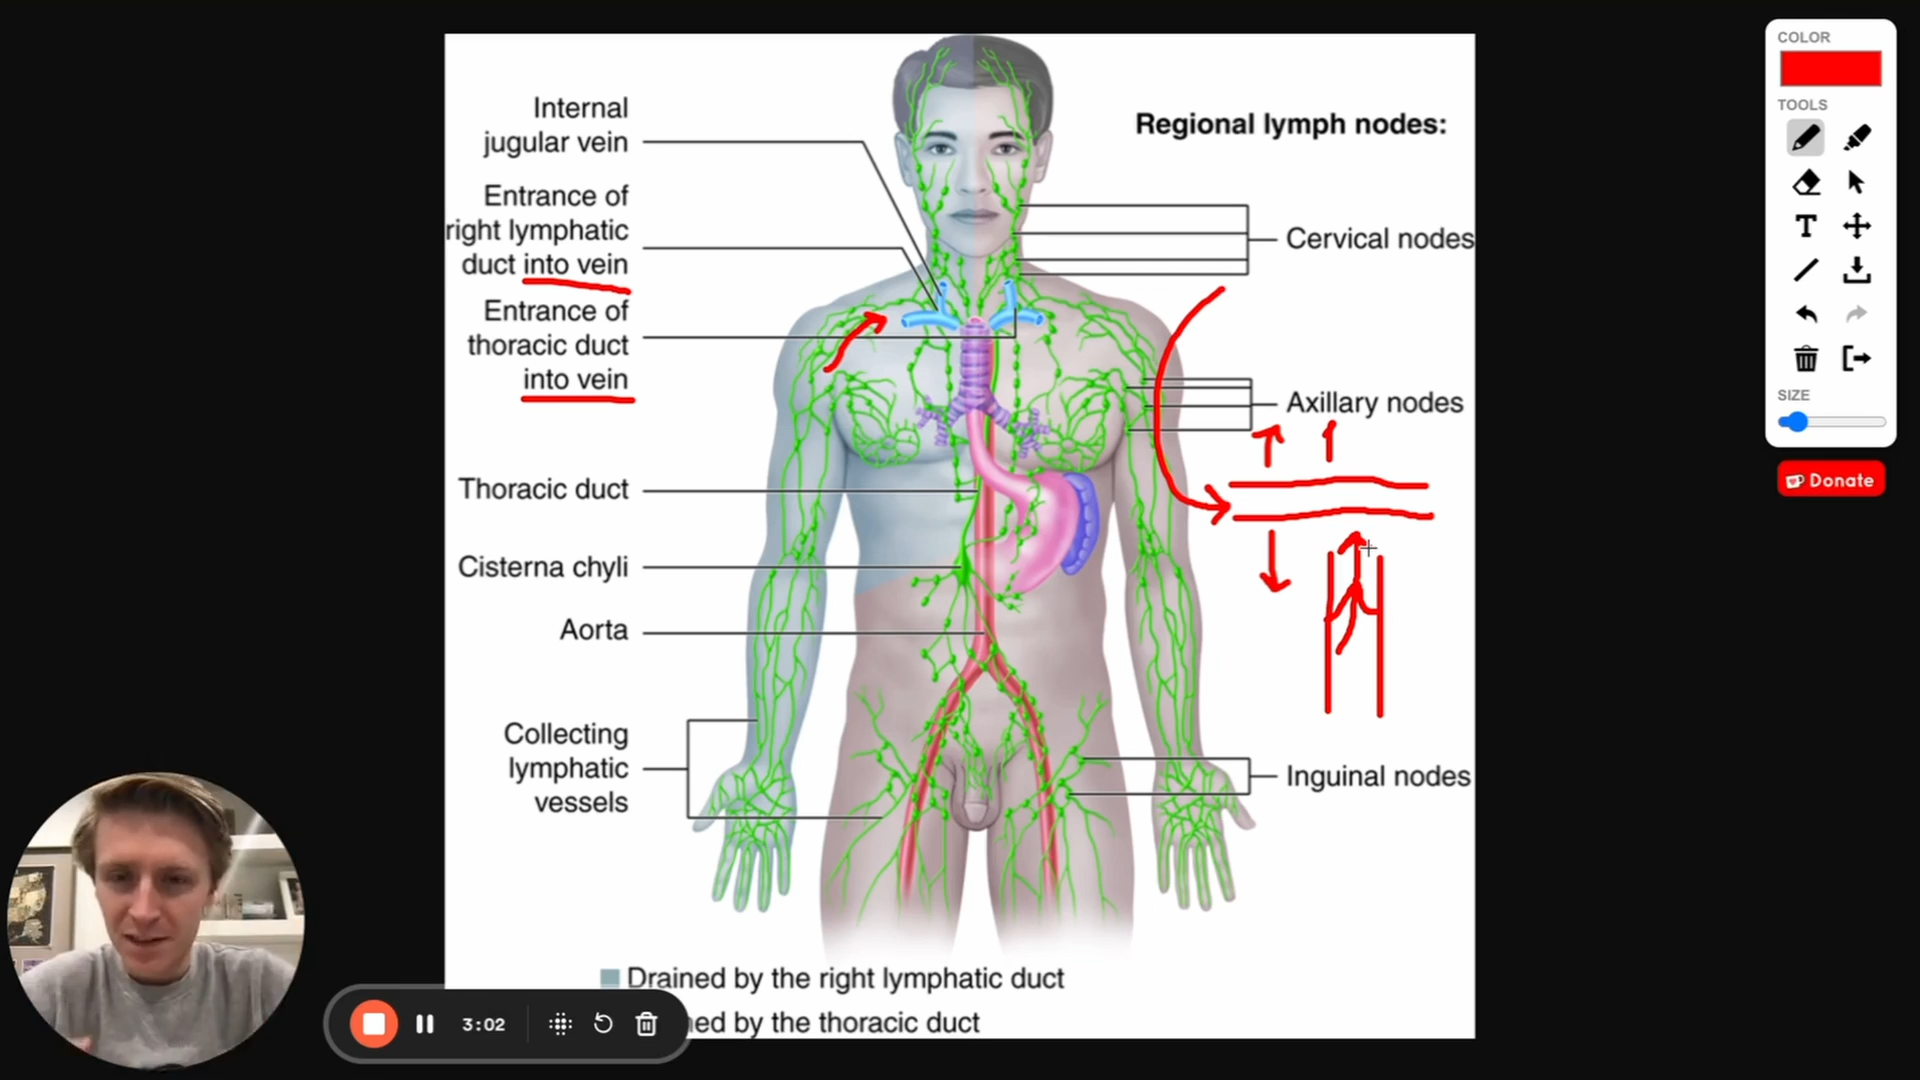 Internal
jugular vein
Entrance of
right lymphatic
duct into vein
Entrance of
thoracic duct
into vein
Thoracic duct
Cisterna chyli
Aorta
Collecting
lymphatic
vessels
Regional lymph nodes:
Cervical nodes
Axillary nodes
Inguinal nodes
Drained by the right lymphatic duct
ned by the thoracic duct
3:02
COLOR
TOOLS
T
SIZE
Donate